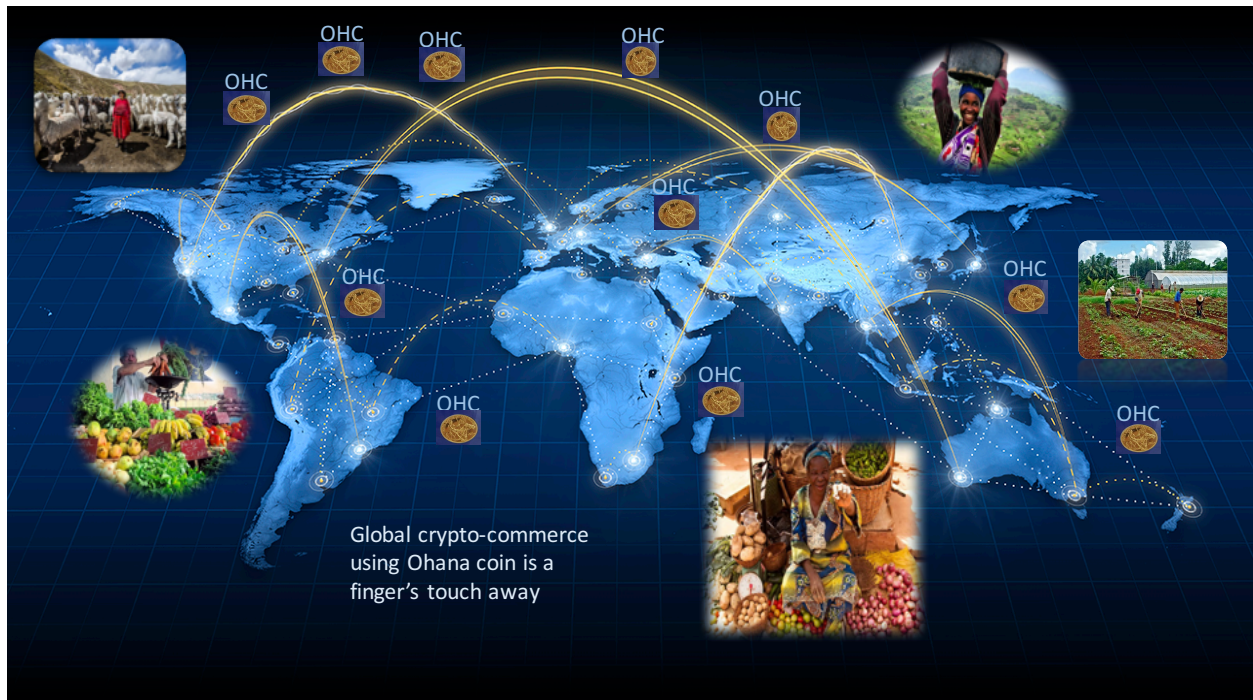 OHC
OHC
OHC
OHC
OHC
OHC
OHC
OHC
OHC
OHC
OHC
Global crypto-commerce
using Ohana coin is a
finger's touch away